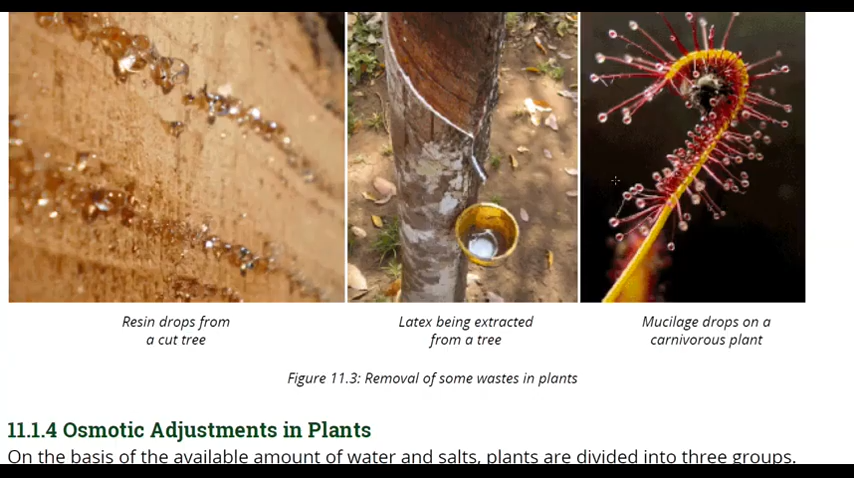 Resin drops from
a cut tree
Latex being extracted
from a tree
Mucilage drops on a
carnivorous plant
Figure 11.3: Removal of some wastes in plants
11.1.4 Osmotic Adjustments in Plants
On the basis of the available amount of water and salts, plants are divided into three groups.